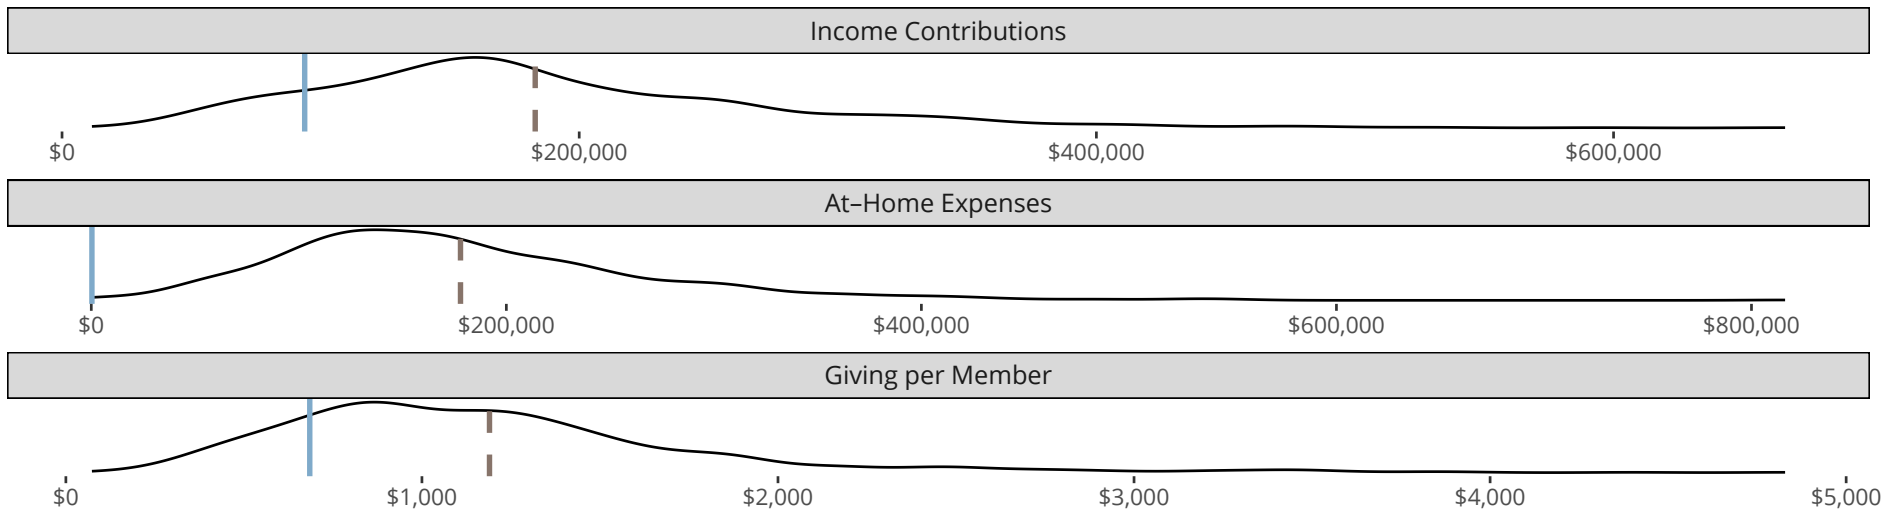 Income Contributions
$0 $200,000 $400,000 $600,000
At–Home Expenses
$0 $200,000 $400,000 $600,000 $800,000
Giving per Member
$0 $1,000 $2,000 $3,000 $4,000 $5,000